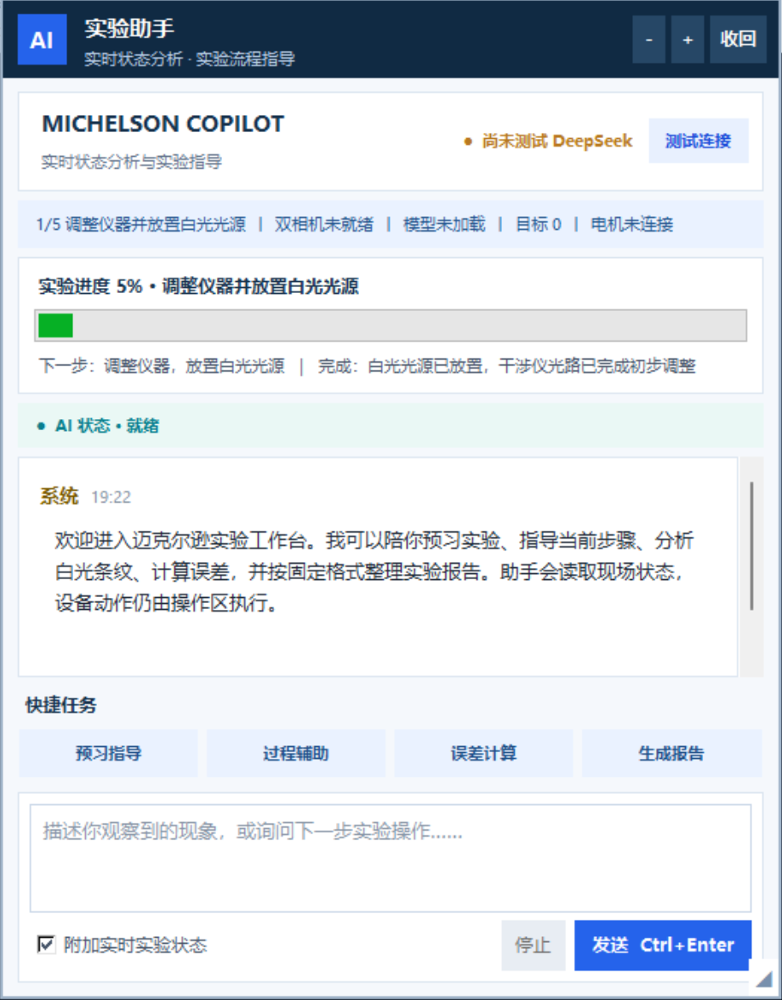 AI
实验助手
实时状态分析 · 实验流程指导
- + 收回
MICHELSON COPILOT
实时状态分析与实验指导
● 尚未测试 DeepSeek
测试连接
1/5 调整仪器并放置白光光源 | 双相机未就绪 | 模型未加载 | 目标 0 | 电机未连接
实验进度 5% • 调整仪器并放置白光光源
下一步：调整仪器，放置白光光源 | 完成：白光光源已放置，干涉仪光路已完成初步调整
● AI 状态 • 就绪
系统 19:22
欢迎进入迈克尔逊实验工作台。我可以陪你预习实验、指导当前步骤、分析
白光条纹、计算误差，并按固定格式整理实验报告。助手会读取现场状态，
设备动作仍由操作区执行。
快捷任务
预习指导 过程辅助 误差计算 生成报告
描述你观察到的现象，或询问下一步实验操作......
附加实时实验状态
停止
发送 Ctrl+Enter